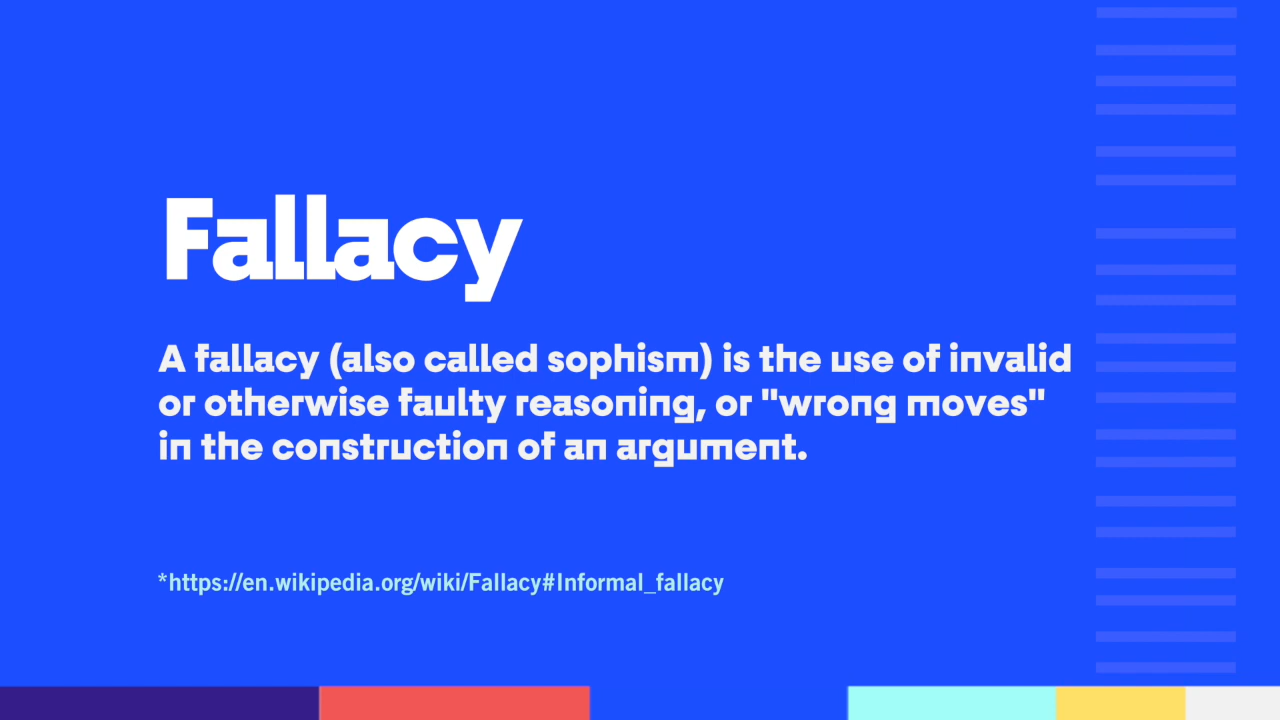 Fallacy
A fallacy (also called sophism) is the use of invalid
or otherwise faulty reasoning, or "wrong moves"
in the construction of an argument.
*https://en.wikipedia.org/wiki/Fallacy#Informal_fallacy